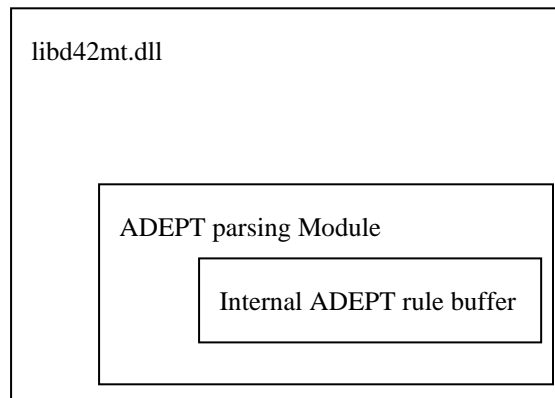 libd42mt.dll
ADEPT parsing Module
Internal ADEPT rule buffer